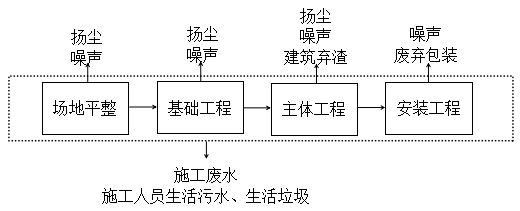 扬尘
噪声
扬尘
噪声
扬尘
噪声
建筑弃渣
噪声
废弃包装
场地平整
基础工程
主体工程
安装工程
施工废水
施工人员生活污水、生活垃圾